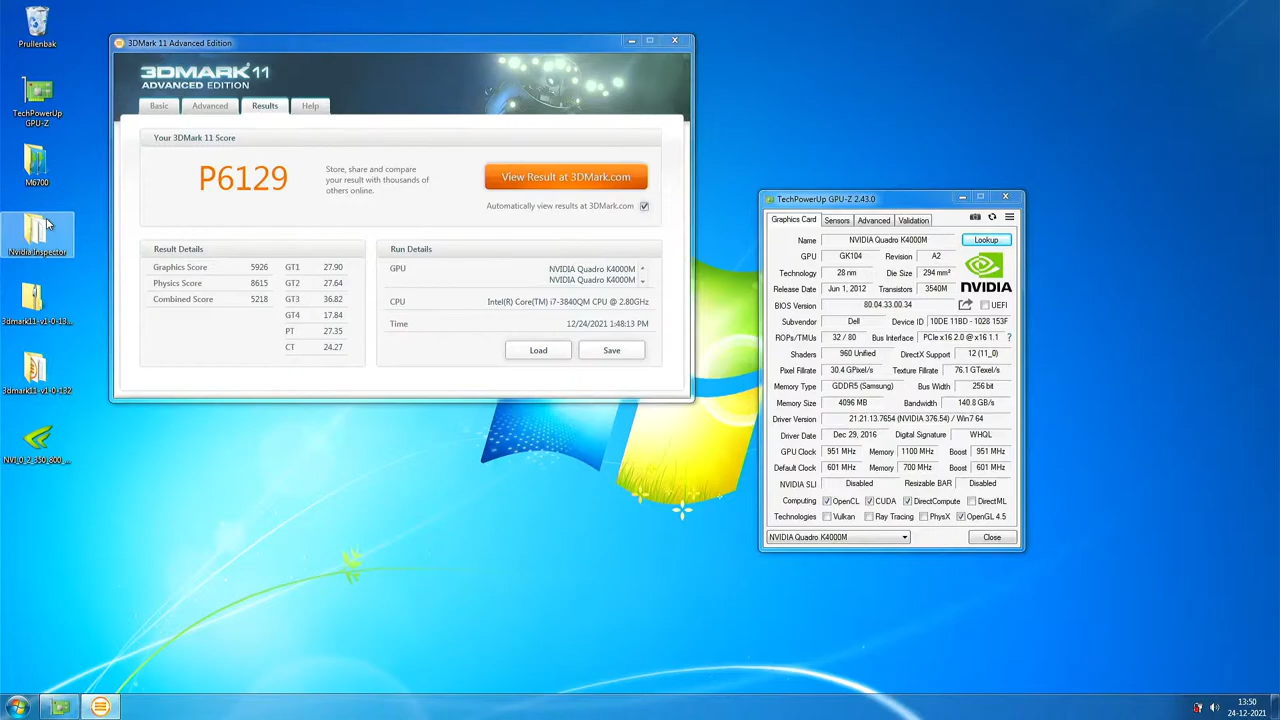 Prullenbak
TechPowerUp
GPU-Z
M6700
NVidia Inspector
3dmark11-v1-0-13...
3dmark11-v1-0-132
3DMark 11 Advanced Edition
3DMARK 11
ADVANCED EDITION
Basic
Advanced
Results
Help
Your 3DMark 11 Score
P6129
Store, share and compare
your result with thousands of
others online.
View Result at 3DMark.com
Automatically view results at 3DMark.com
Result Details
Graphics Score 5926 GT1 27.90
Physics Score 8615 GT2 27.64
Combined Score 5218 GT3 36.82
GT4 17.84
PT 27.35
CT 24.27
Run Details
GPU NVIDIA Quadro K4000M
NVIDIA Quadro K4000M
CPU Intel(R) Core(TM) i7-3840QM CPU @ 2.80GHz
Time 12/24/2021 1:48:13 PM
Load Save
TechPowerUp GPU-Z 2.43.0
Graphics Card Sensors Advanced Validation
Name NVIDIA Quadro K4000M Lookup
GPU GK104 Revision A2
Technology 28 nm Die Size 294 mm²
NVIDIA
Release Date Jun 1, 2012 Transistors 3540M
BIOS Version 80.04.33.00.34 UEFI
Subvendor Dell Device ID 10DE 11BD - 1028 153F
ROPs/TMUs 32 / 80 Bus Interface PCIe x16 2.0 @ x16 1.1 ?
Shaders 960 Unified DirectX Support 12 (11_0)
Pixel Fillrate 30.4 GPixel/s Texture Fillrate 76.1 GTexel/s
Memory Type GDDR5 (Samsung) Bus Width 256 bit
Memory Size 4096 MB Bandwidth 140.8 GB/s
Driver Version 21.21.13.7654 (NVIDIA 376.54) / Win7 64
Driver Date Dec 29, 2016 Digital Signature WHQL
GPU Clock 951 MHz Memory 1100 MHz Boost 951 MHz
Default Clock 601 MHz Memory 700 MHz Boost 601 MHz
NVIDIA SLI Disabled Resizable BAR Disabled
Computing OpenCL CUDA DirectCompute DirectML
Technologies Vulkan Ray Tracing PhysX OpenGL 4.5
NVIDIA Quadro K4000M Close
13:50
24-12-2021